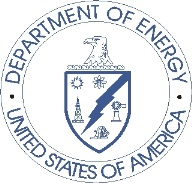 DEPARTMENT OF ENERGY
· UNITED STATES OF AMERICA ·